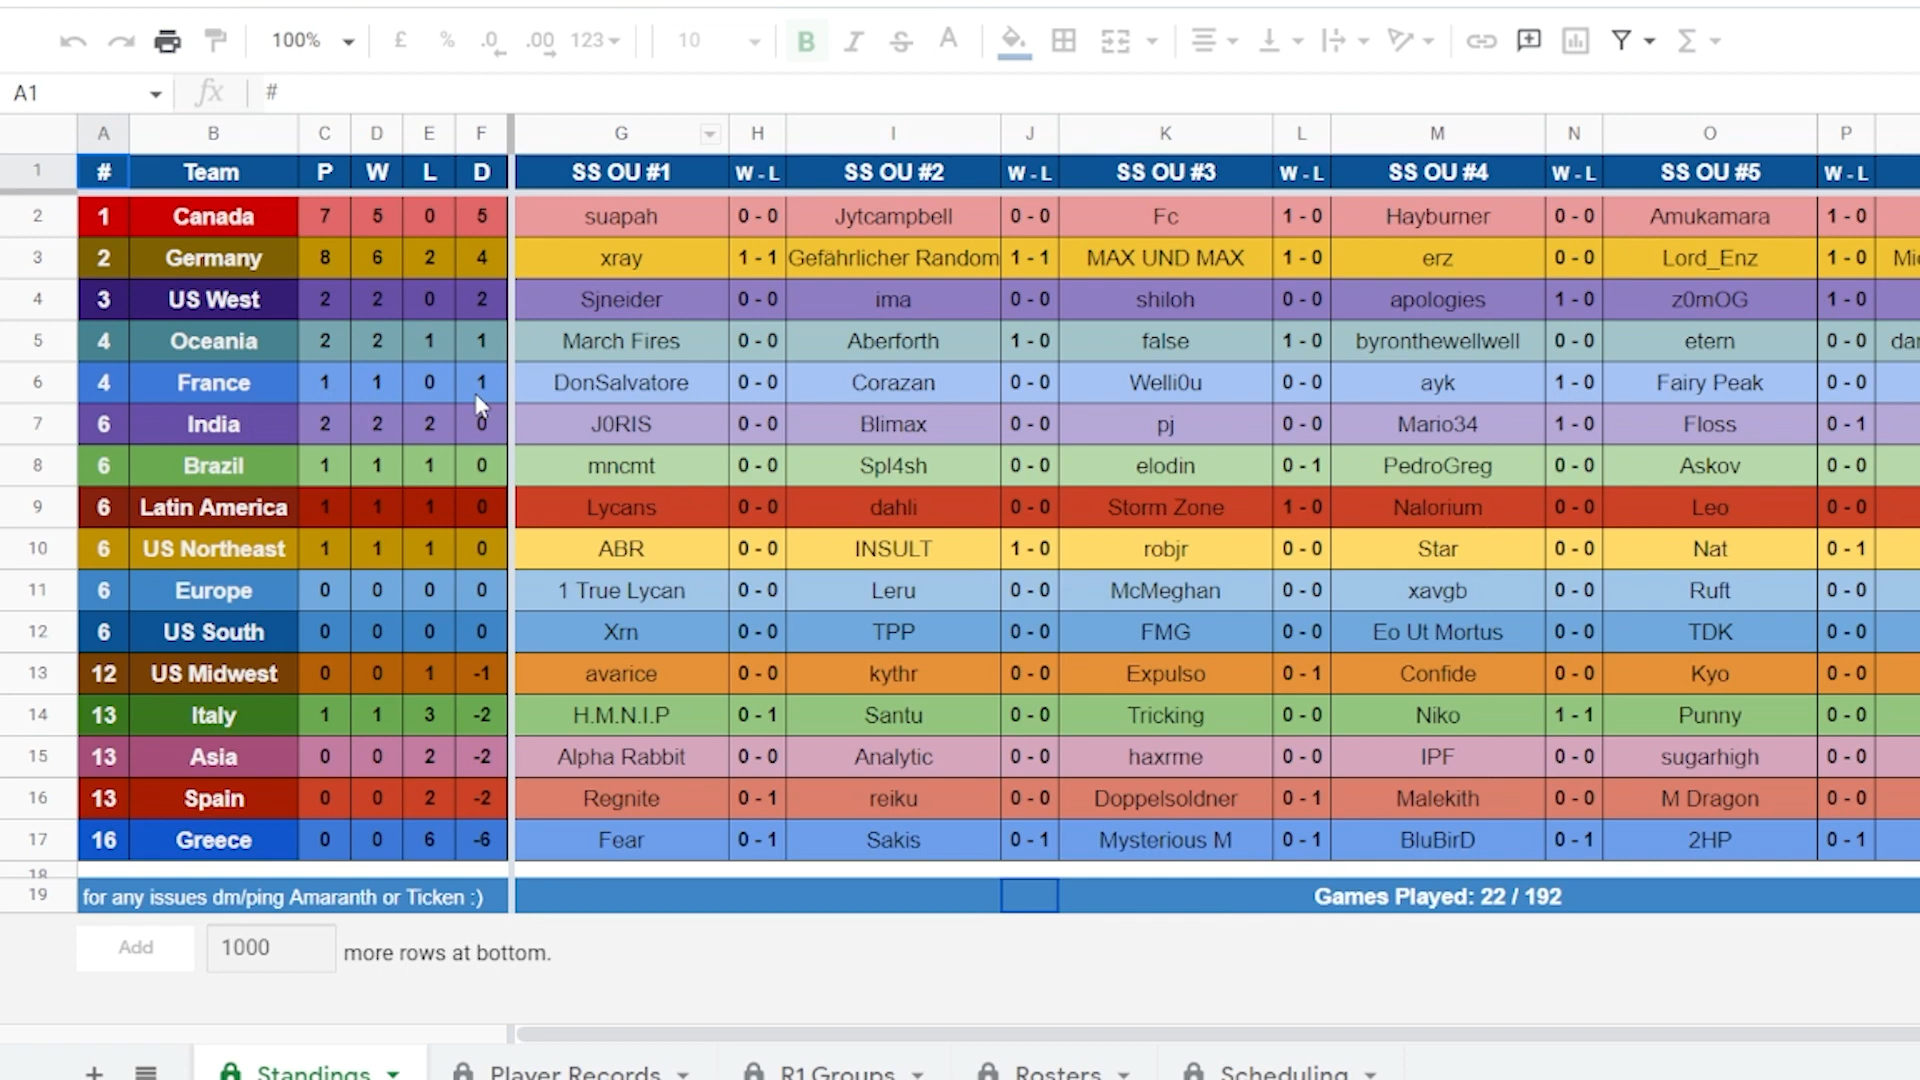 100% £ % .0 .00 123 10 B I S A
A1 fx #
A B C D E F G H I J K L M N O P
1 # Team P W L D SS OU #1 W - L SS OU #2 W - L SS OU #3 W - L SS OU #4 W - L SS OU #5 W - L
2 1 Canada 7 5 0 5 suapah 0 - 0 Jytcampbell 0 - 0 Fc 1 - 0 Hayburner 0 - 0 Amukamara 1 - 0
3 2 Germany 8 6 2 4 xray 1 - 1 Gefährlicher Random 1 - 1 MAX UND MAX 1 - 0 erz 0 - 0 Lord_Enz 1 - 0
4 3 US West 2 2 0 2 Sjneider 0 - 0 ima 0 - 0 shiloh 0 - 0 apologies 1 - 0 z0mOG 1 - 0
5 4 Oceania 2 2 1 1 March Fires 0 - 0 Aberforth 1 - 0 false 1 - 0 byronthewellwell 0 - 0 etern 0 - 0
6 4 France 1 1 0 1 DonSalvatore 0 - 0 Corazan 0 - 0 Welli0u 0 - 0 ayk 1 - 0 Fairy Peak 0 - 0
7 6 India 2 2 2 0 J0RIS 0 - 0 Blimax 0 - 0 pj 0 - 0 Mario34 1 - 0 Floss 0 - 1
8 6 Brazil 1 1 1 0 mncmt 0 - 0 Spl4sh 0 - 0 elodin 0 - 1 PedroGreg 0 - 0 Askov 0 - 0
9 6 Latin America 1 1 1 0 Lycans 0 - 0 dahli 0 - 0 Storm Zone 1 - 0 Nalorium 0 - 0 Leo 0 - 0
10 6 US Northeast 1 1 1 0 ABR 0 - 0 INSULT 1 - 0 robjr 0 - 0 Star 0 - 0 Nat 0 - 1
11 6 Europe 0 0 0 0 1 True Lycan 0 - 0 Leru 0 - 0 McMeghan 0 - 0 xavgb 0 - 0 Ruft 0 - 0
12 6 US South 0 0 0 0 Xrn 0 - 0 TPP 0 - 0 FMG 0 - 0 Eo Ut Mortus 0 - 0 TDK 0 - 0
13 12 US Midwest 0 0 1 -1 avarice 0 - 0 kythr 0 - 0 Expulso 0 - 1 Confide 0 - 0 Kyo 0 - 0
14 13 Italy 1 1 3 -2 H.M.N.I.P 0 - 1 Santu 0 - 0 Tricking 0 - 0 Niko 1 - 1 Punny 0 - 0
15 13 Asia 0 0 2 -2 Alpha Rabbit 0 - 0 Analytic 0 - 0 haxrme 0 - 0 IPF 0 - 0 sugarhigh 0 - 0
16 13 Spain 0 0 2 -2 Regnite 0 - 1 reiku 0 - 0 Doppelsoldner 0 - 1 Malekith 0 - 0 M Dragon 0 - 0
17 16 Greece 0 0 6 -6 Fear 0 - 1 Sakis 0 - 1 Mysterious M 0 - 1 BluBirD 0 - 1 2HP 0 - 1
18
19 for any issues dm/ping Amaranth or Ticken :) Games Played: 22 / 192
Add 1000 more rows at bottom.
Standings Player Records R1 Groups Rosters Scheduling